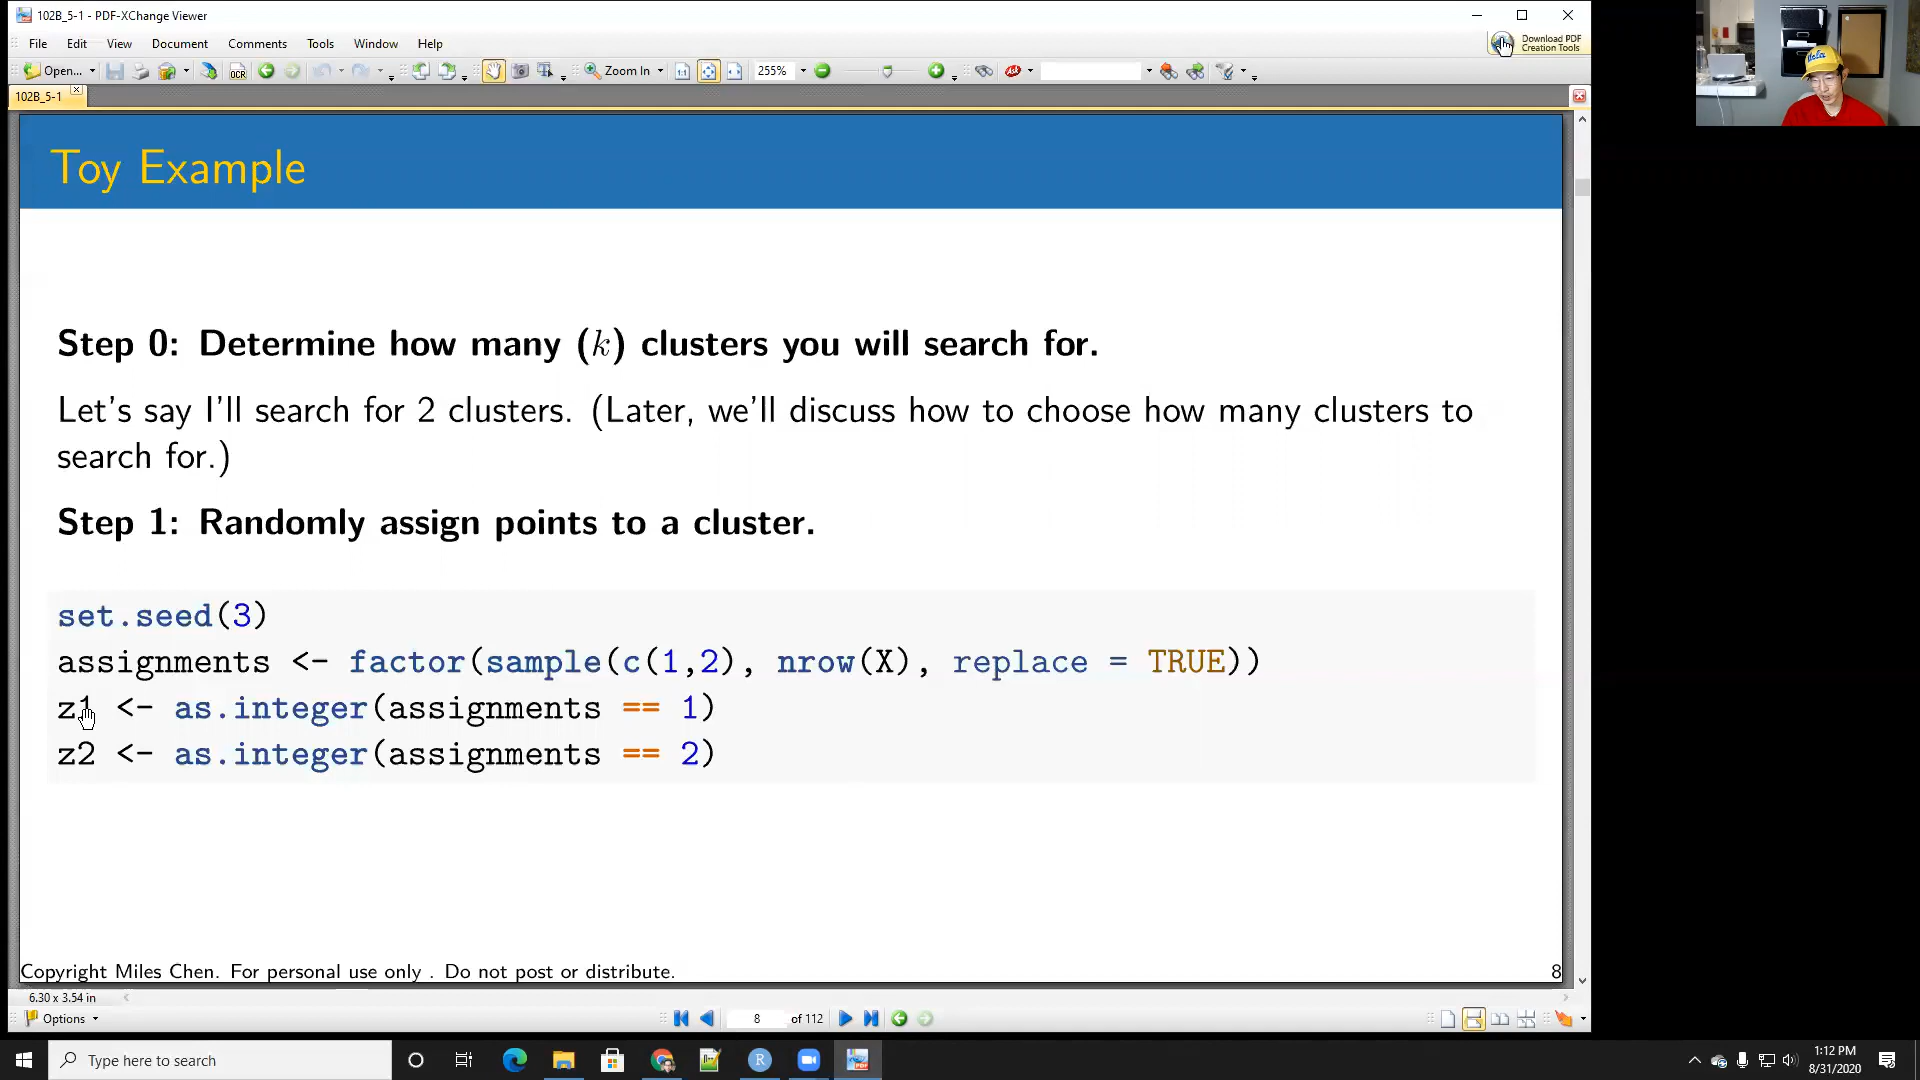 102B_5-1 - PDF-XChange Viewer
File Edit View Document Comments Tools Window Help
Download PDF
Creation Tools
Open...
OCR
Zoom In
255%
102B_5-1
Toy Example
Step 0: Determine how many (k) clusters you will search for.
Let's say I'll search for 2 clusters. (Later, we'll discuss how to choose how many clusters to
search for.)
Step 1: Randomly assign points to a cluster.
set.seed(3)
assignments <- factor(sample(c(1,2), nrow(X), replace = TRUE))
z1 <- as.integer(assignments == 1)
z2 <- as.integer(assignments == 2)
Copyright Miles Chen. For personal use only . Do not post or distribute.
8
6.30 x 3.54 in
Options
8 of 112
Type here to search
1:12 PM
8/31/2020